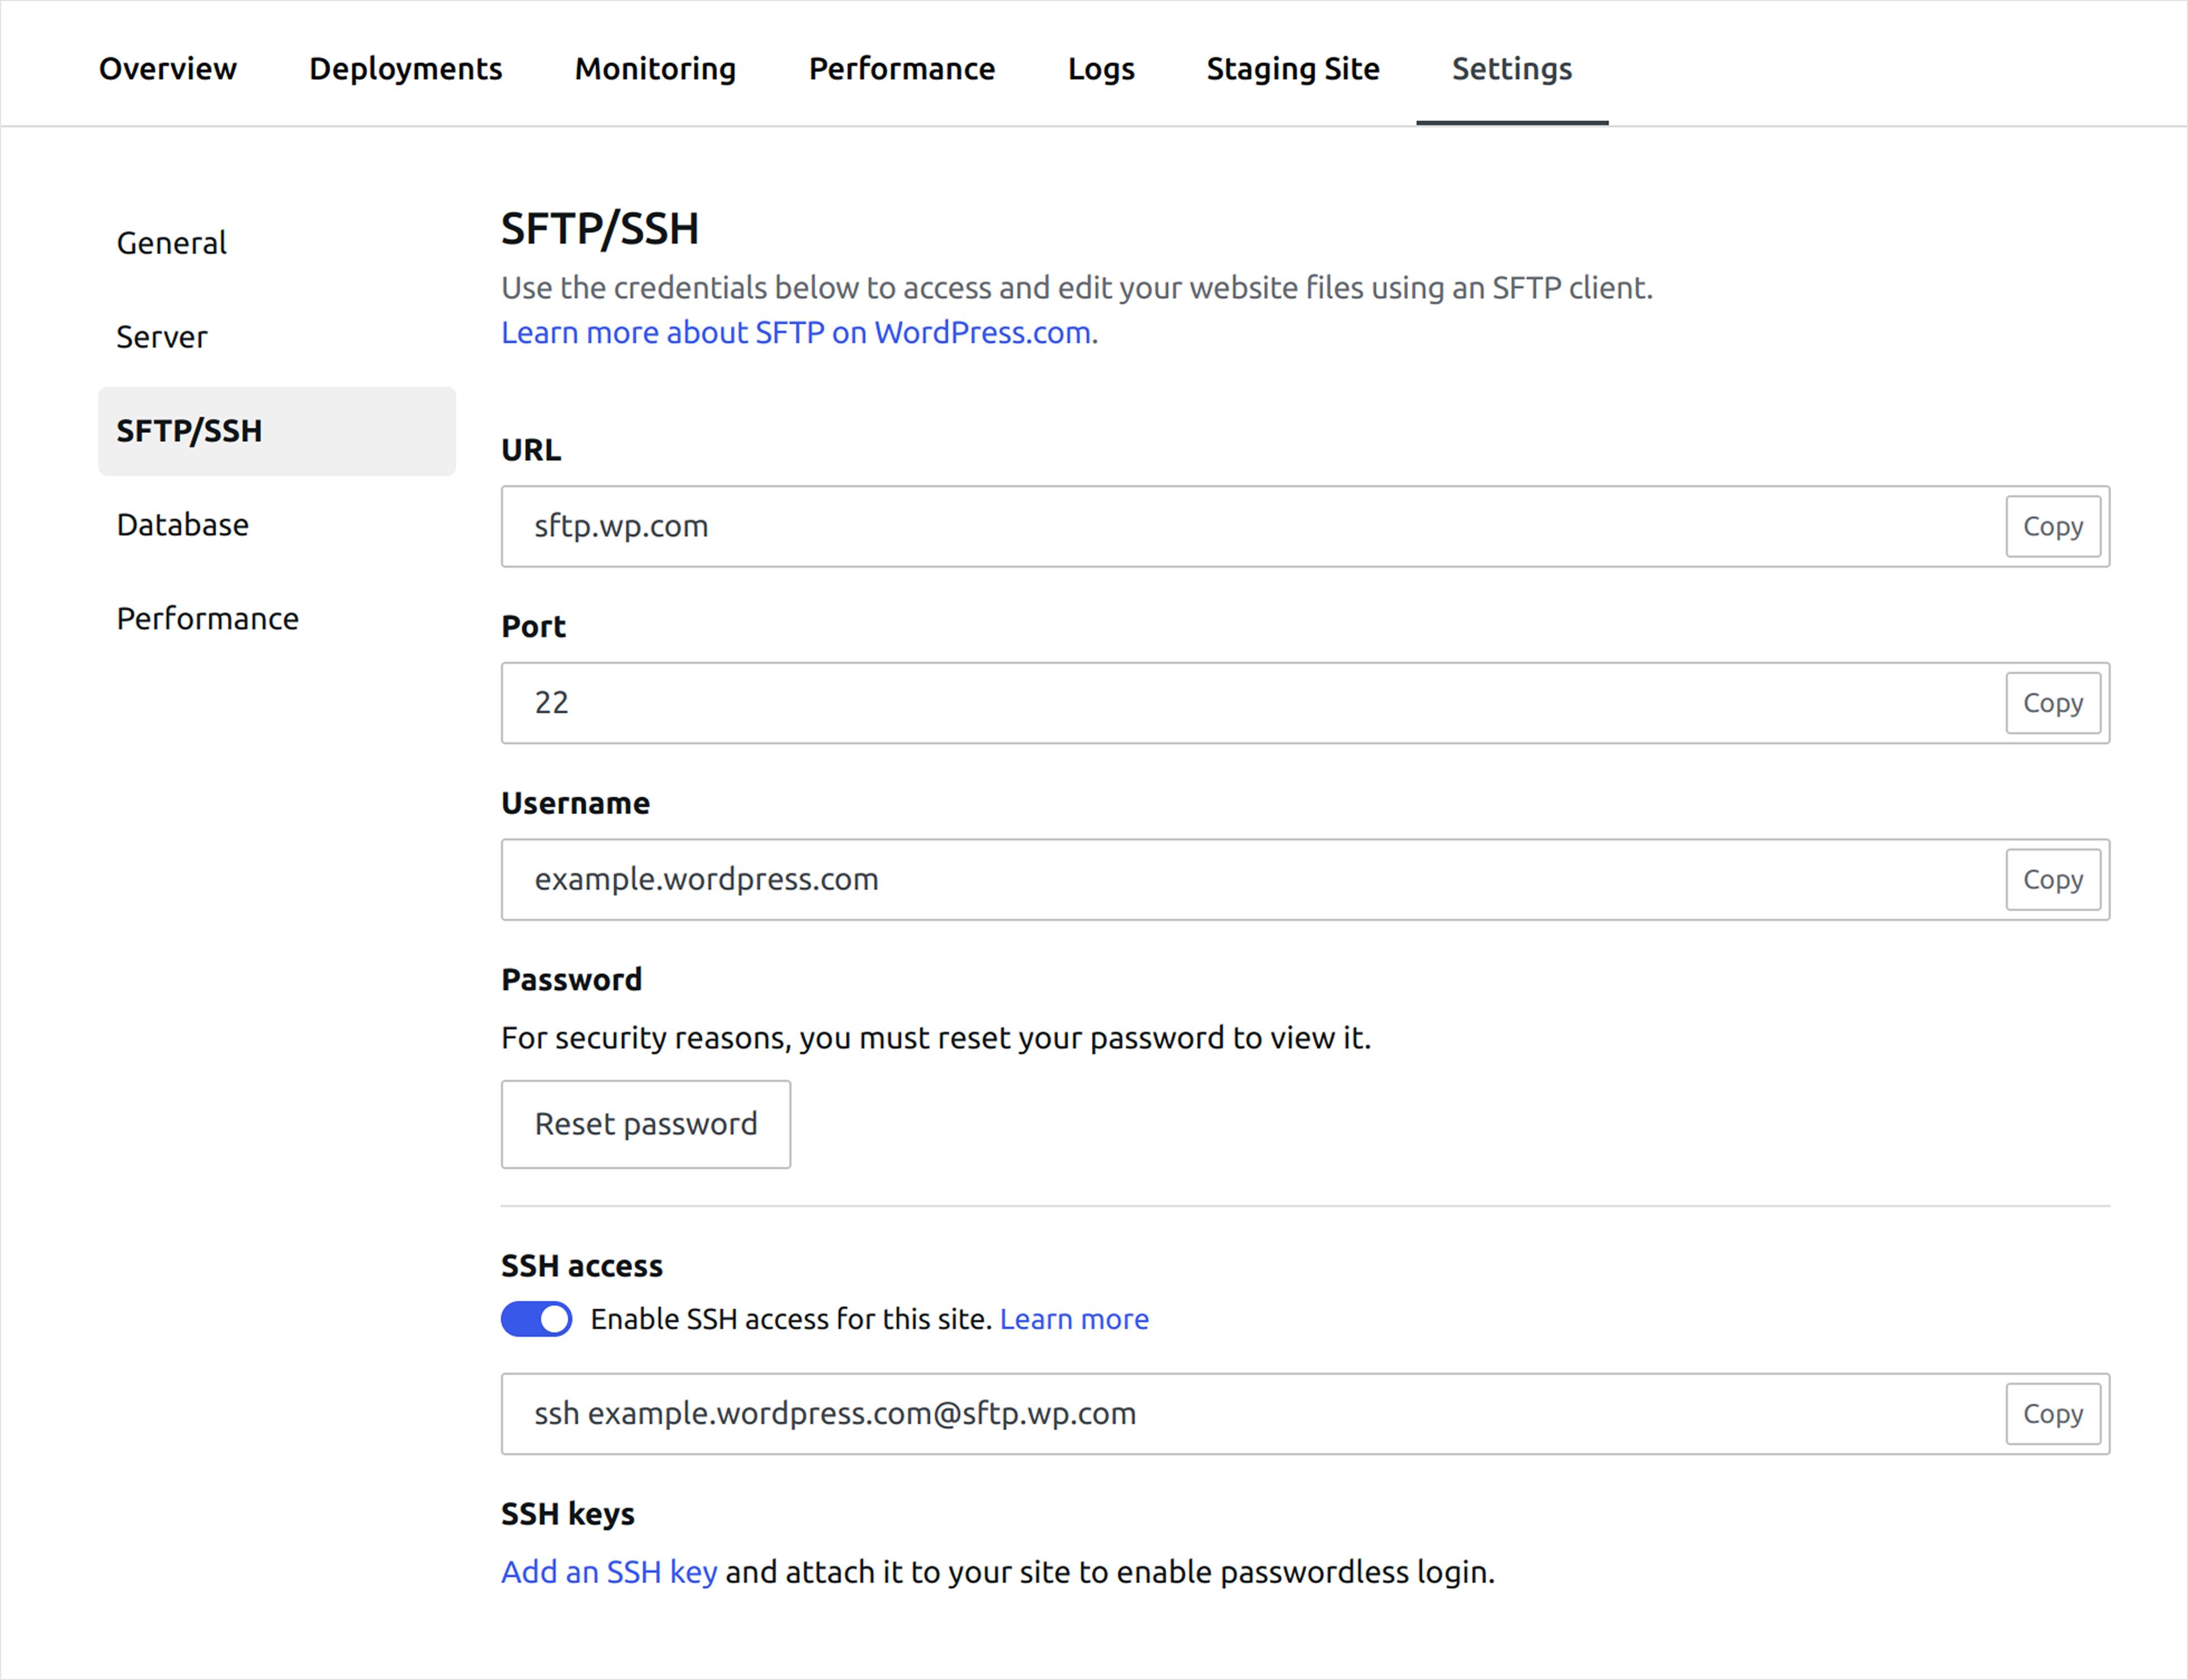 Overview Deployments Monitoring Performance Logs Staging Site Settings
General
Server
SFTP/SSH
Database
Performance
SFTP/SSH
Use the credentials below to access and edit your website files using an SFTP client.
Learn more about SFTP on WordPress.com.
URL
sftp.wp.com Copy
Port
22 Copy
Username
example.wordpress.com Copy
Password
For security reasons, you must reset your password to view it.
Reset password
SSH access
Enable SSH access for this site. Learn more
ssh example.wordpress.com@sftp.wp.com Copy
SSH keys
Add an SSH key and attach it to your site to enable passwordless login.